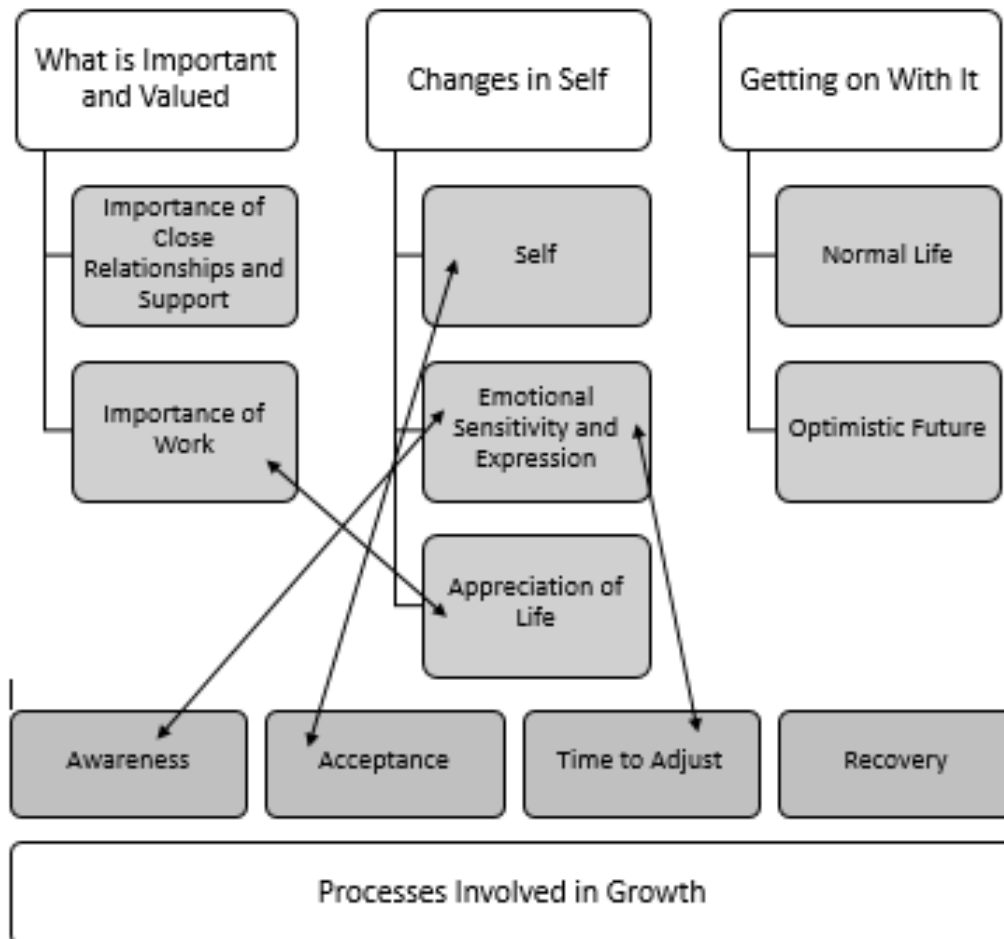 What is Important
and Valued
Changes in Self
Getting on With It
Importance of
Close
Relationships and
Support
Self
Normal Life
Importance of
Work
Emotional
Sensitivity and
Expression
Optimistic Future
Appreciation of
Life
Awareness
Acceptance
Time to Adjust
Recovery
Processes Involved in Growth